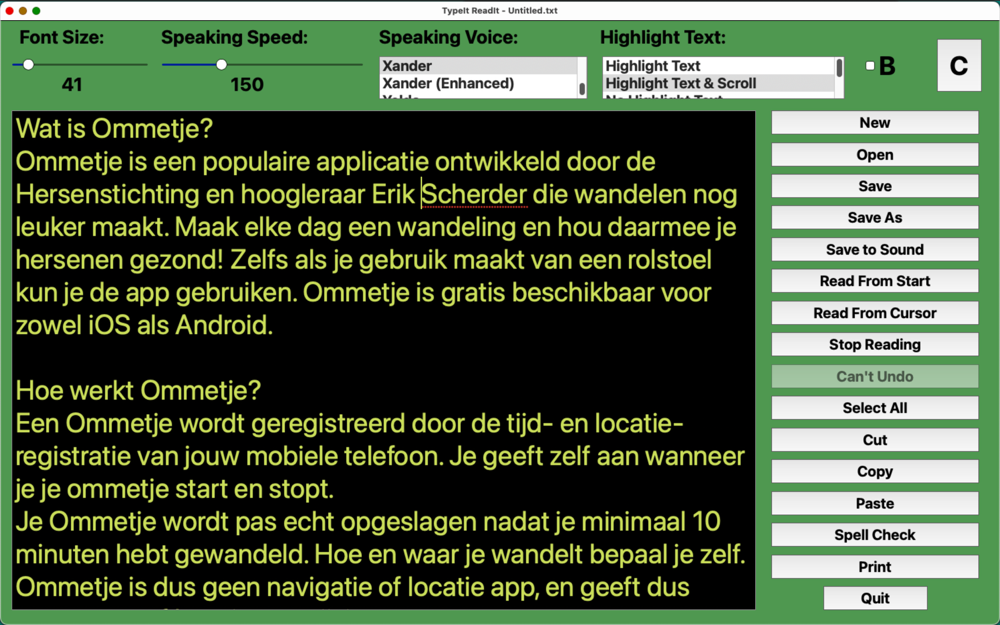 TypeIt ReadIt - Untitled.txt
Font Size:
41
Speaking Speed:
150
Speaking Voice:
Xander
Xander (Enhanced)
Highlight Text:
Highlight Text
Highlight Text & Scroll
No Highlight Text
B
C
Wat is Ommetje?
Ommetje is een populaire applicatie ontwikkeld door de
Hersenstichting en hoogleraar Erik Scherder die wandelen nog
leuker maakt. Maak elke dag een wandeling en hou daarmee je
hersenen gezond! Zelfs als je gebruik maakt van een rolstoel
kun je de app gebruiken. Ommetje is gratis beschikbaar voor
zowel iOS als Android.
Hoe werkt Ommetje?
Een Ommetje wordt geregistreerd door de tijd- en locatie-
registratie van jouw mobiele telefoon. Je geeft zelf aan wanneer
je je ommetje start en stopt.
Je Ommetje wordt pas echt opgeslagen nadat je minimaal 10
minuten hebt gewandeld. Hoe en waar je wandelt bepaal je zelf.
Ommetje is dus geen navigatie of locatie app, en geeft dus
New
Open
Save
Save As
Save to Sound
Read From Start
Read From Cursor
Stop Reading
Can't Undo
Select All
Cut
Copy
Paste
Spell Check
Print
Quit